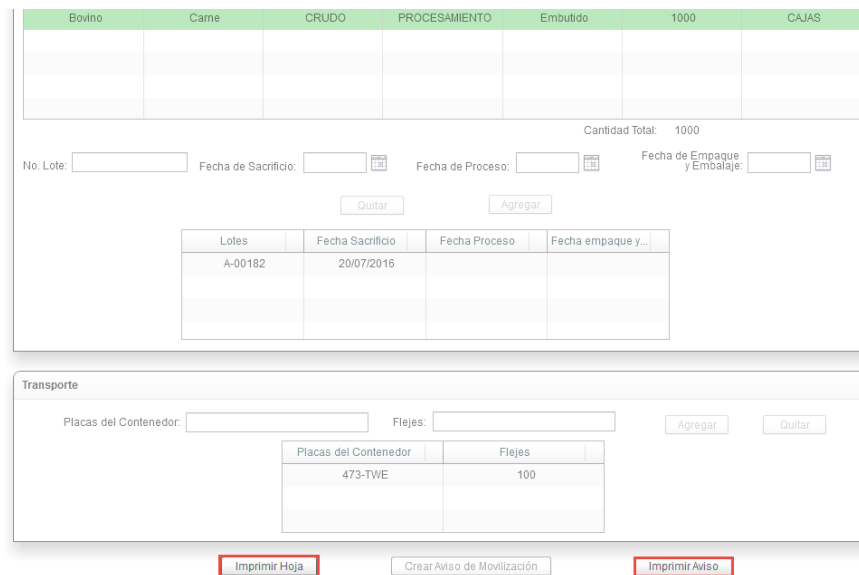 Bovino Carne CRUDO PROCESAMIENTO Embutido 1000 CAJAS
Cantidad Total: 1000
No. Lote: Fecha de Sacrificio: Fecha de Proceso: Fecha de Empaque
y Embalaje:
Quitar Agregar
Lotes Fecha Sacrificio Fecha Proceso Fecha empaque y...
A-00182 20/07/2016
Transporte
Placas del Contenedor: Flejes: Agregar Quitar
Placas del Contenedor Flejes
473-TWE 100
Imprimir Hoja Crear Aviso de Movilización Imprimir Aviso